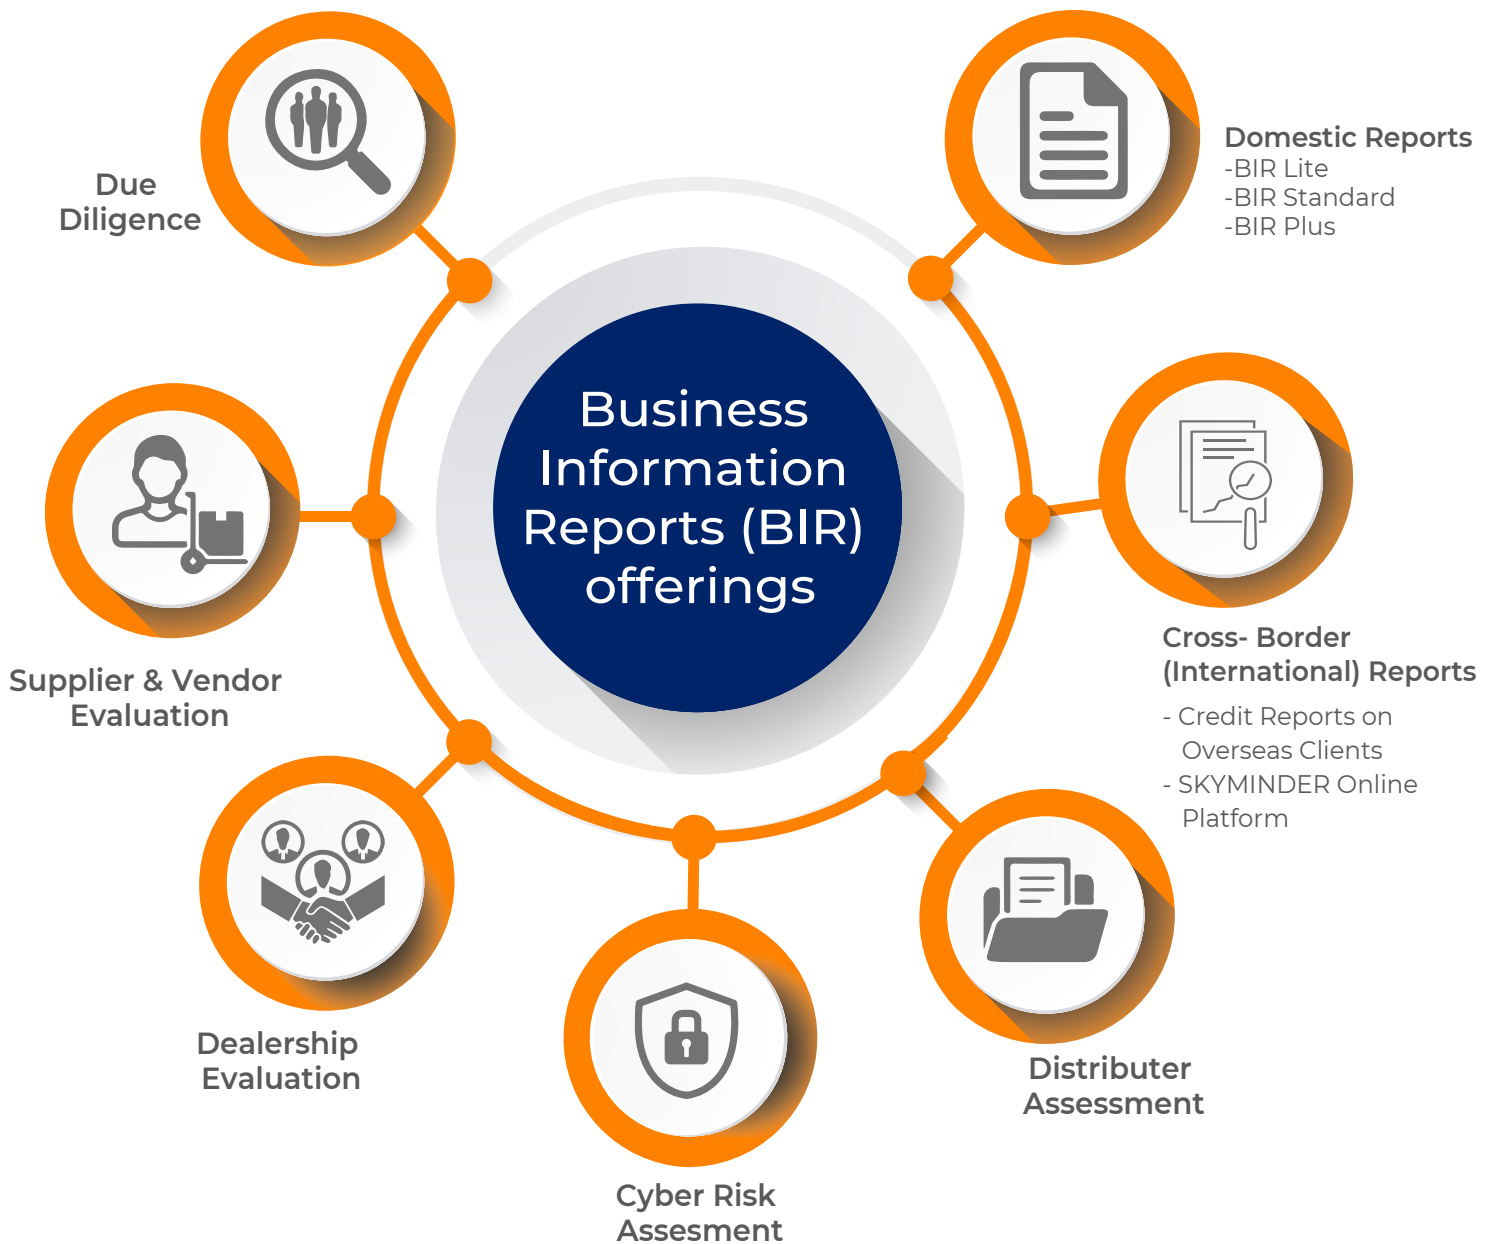 Business
Information
Reports (BIR)
offerings
Domestic Reports
-BIR Lite
-BIR Standard
-BIR Plus
Cross- Border
(International) Reports
- Credit Reports on
Overseas Clients
- SKYMINDER Online
Platform
Distributer
Assessment
Cyber Risk
Assesment
Dealership
Evaluation
Supplier & Vendor
Evaluation
Due
Diligence